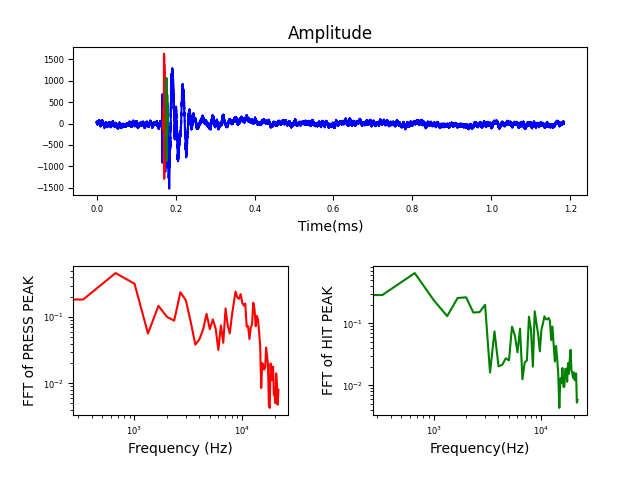 Amplitude
1500
1000
500
0
−500
−1000
−1500
0.0 0.2 0.4 0.6 0.8 1.0 1.2
Time(ms)
FFT of PRESS PEAK
10⁻¹
10⁻²
10³ 10⁴
Frequency (Hz)
FFT of HIT PEAK
10⁻¹
10⁻²
10³ 10⁴
Frequency(Hz)